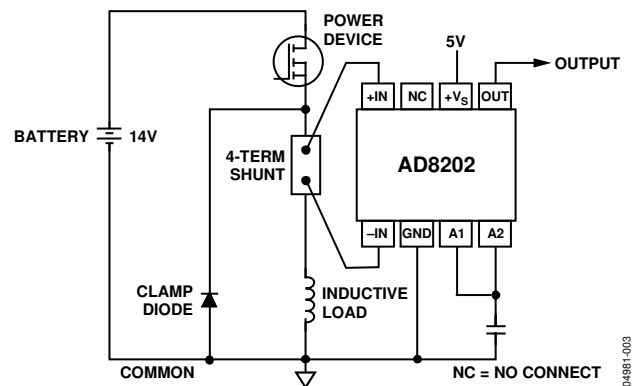 POWER
DEVICE
5V
OUTPUT
+IN NC +VS OUT
BATTERY 14V
4-TERM
SHUNT
AD8202
–IN GND A1 A2
CLAMP
DIODE
INDUCTIVE
LOAD
COMMON
NC = NO CONNECT
04981-003